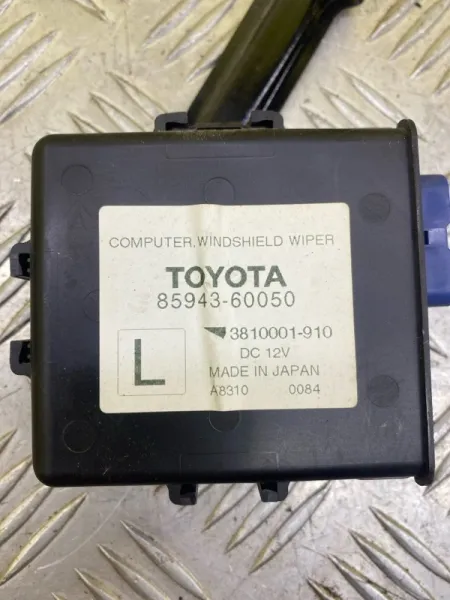 COMPUTER, WINDSHIELD WIPER
TOYOTA
85943-60050
3810001-910
L
DC 12V
MADE IN JAPAN
A8310 0084